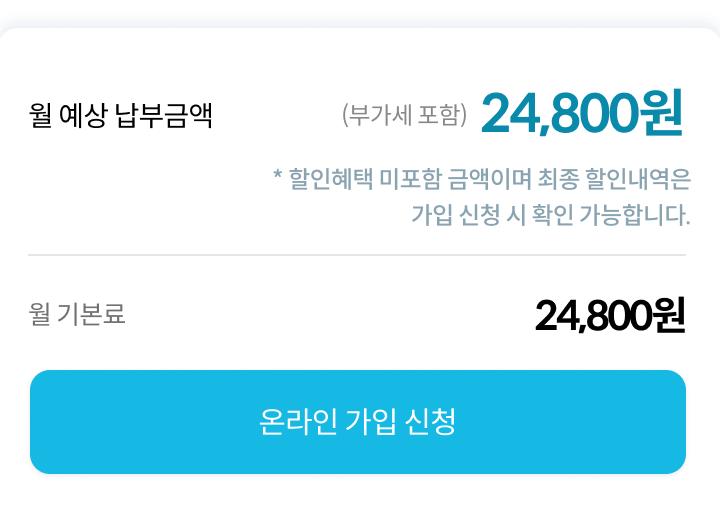 월 예상 납부금액 (부가세 포함) 24,800원
* 할인혜택 미포함 금액이며 최종 할인내역은
가입 신청 시 확인 가능합니다.
월 기본료 24,800원
온라인 가입 신청